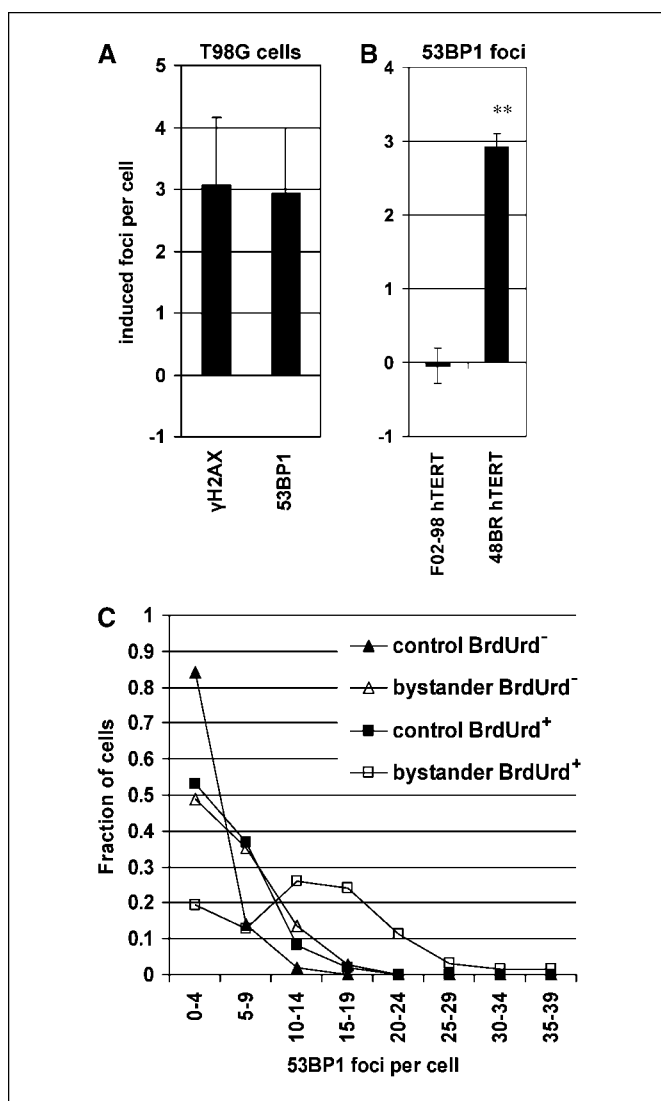 A
T98G cells
5
4
3
2
1
0
-1
induced foci per cell
γH2AX
53BP1
B
53BP1 foci
4
3
2
1
0
-1
**
F02-98 hTERT
48BR hTERT
C
1
0.9
0.8
0.7
0.6
0.5
0.4
0.3
0.2
0.1
0
Fraction of cells
control BrdUrd⁻
bystander BrdUrd⁻
control BrdUrd⁺
bystander BrdUrd⁺
0-4
5-9
10-14
15-19
20-24
25-29
30-34
35-39
53BP1 foci per cell